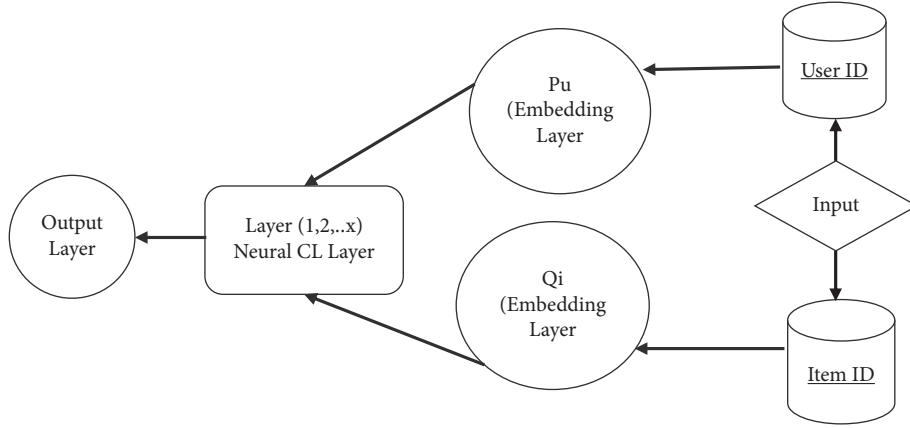 Pu
(Embedding
Layer
User ID
Output
Layer
Layer (1,2,..x)
Neural CL Layer
Input
Qi
(Embedding
Layer
Item ID